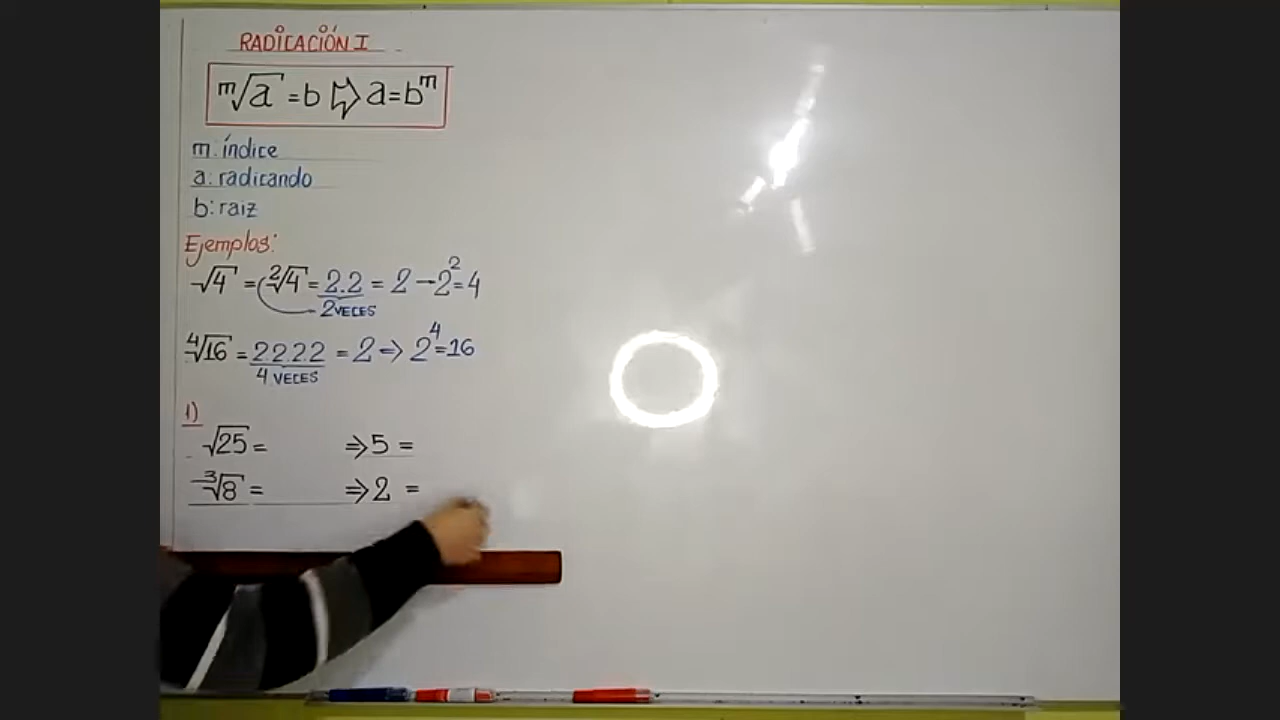 RADICACIÓN I
ᵐ√a = b ⇨ a = bᵐ
m: índice
a: radicando
b: raiz
Ejemplos:
√4 = ²√4 = 2.2 = 2 → 2² = 4
2 VECES
⁴√16 = 2 2 2 2 = 2 ⇒ 2⁴ = 16
4 VECES
1)
√25 = ⇒ 5 =
³√8 = ⇒ 2 =